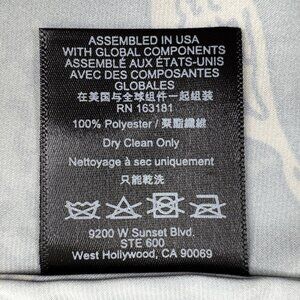 ASSEMBLED IN USA
WITH GLOBAL COMPONENTS
ASSEMBLÉ AUX ÉTATS-UNIS
AVEC DES COMPOSANTES
GLOBALES
在美国与全球组件一起组装
RN 163181
100% Polyester / 聚酯纖維
Dry Clean Only
Nettoyage à sec uniquement
只能乾洗
9200 W Sunset Blvd.
STE 600
West Hollywood, CA 90069